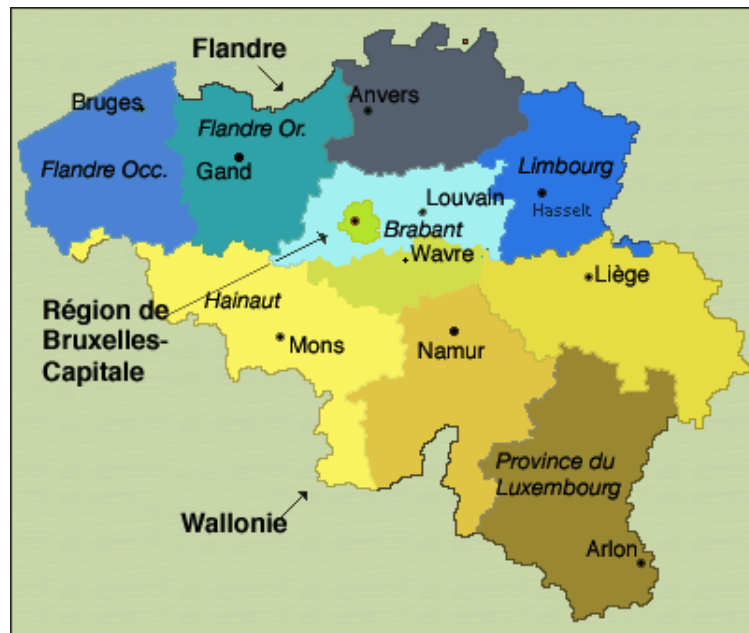 Flandre
Bruges
Anvers
Flandre Or.
Flandre Occ.
Gand
Limbourg
Louvain
Hasselt
Brabant
Wavre
Liège
Hainaut
Région de
Bruxelles-
Capitale
Mons
Namur
Province du
Luxembourg
Wallonie
Arlon